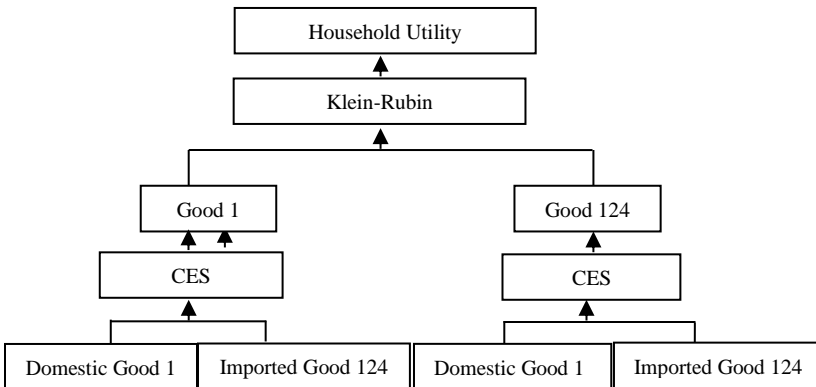 Household Utility
Klein-Rubin
Good 1
Good 124
CES
CES
Domestic Good 1
Imported Good 124
Domestic Good 1
Imported Good 124